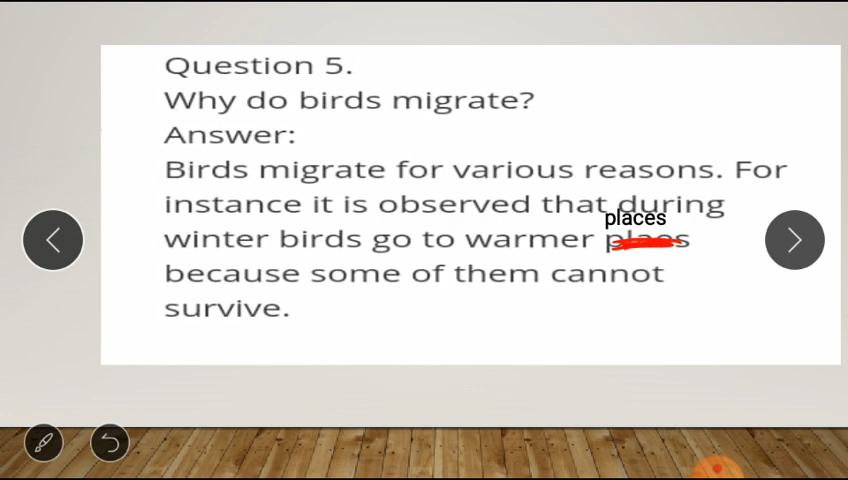 Question 5.
Why do birds migrate?
Answer:
Birds migrate for various reasons. For
instance it is observed that during
places
winter birds go to warmer plaes
because some of them cannot
survive.